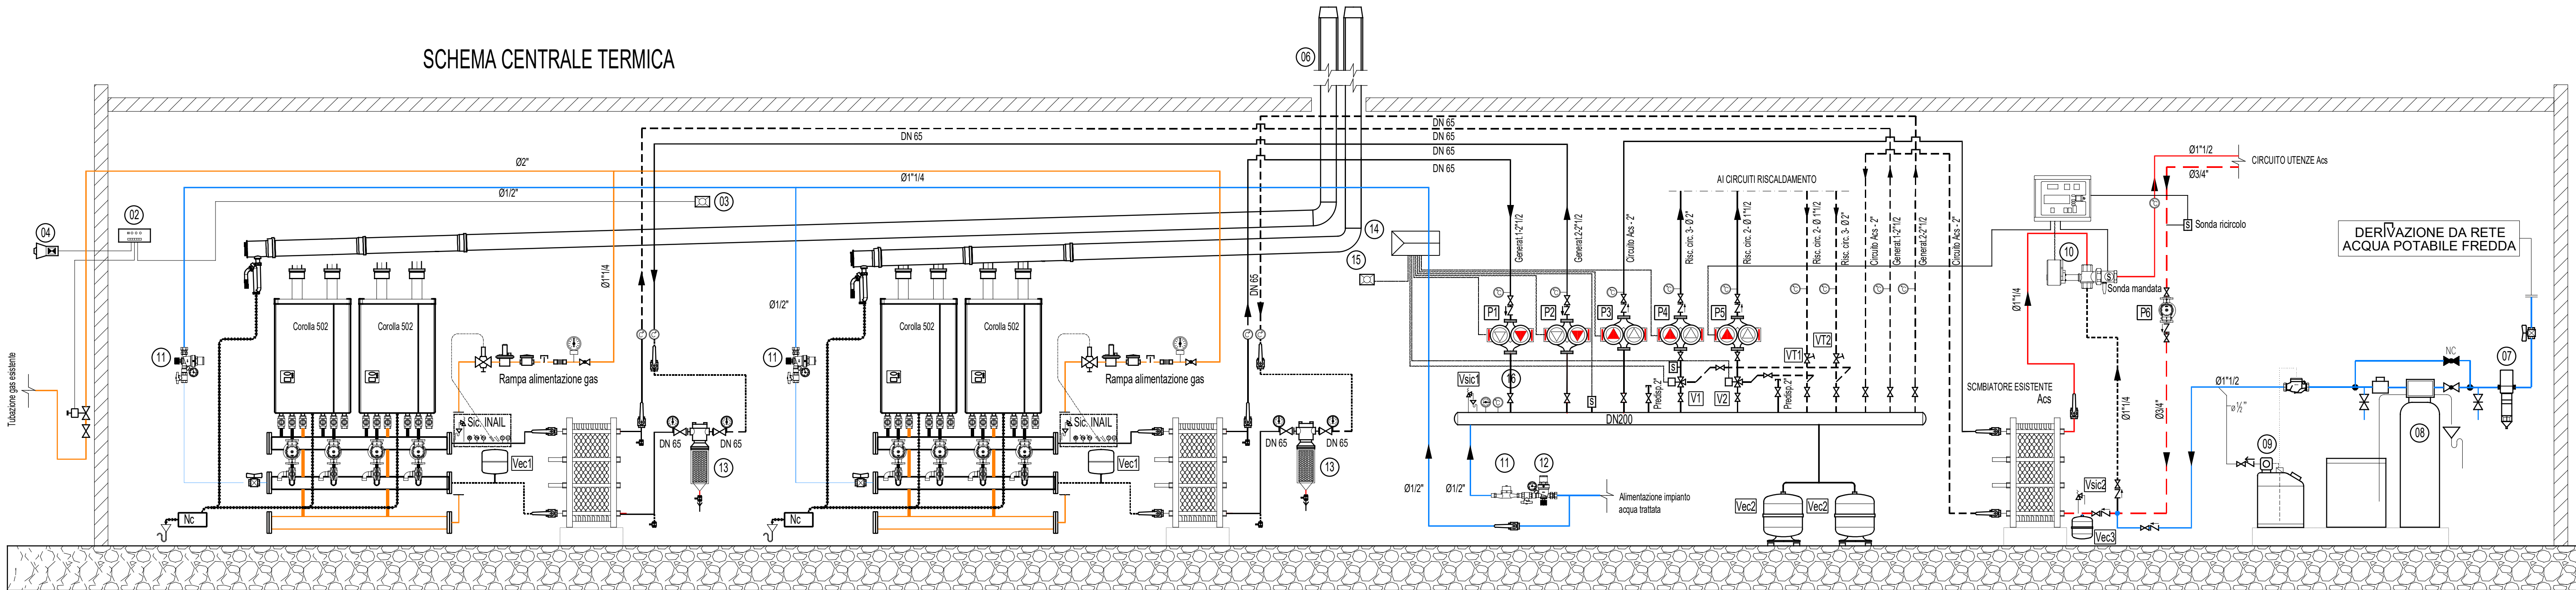 SCHEMA CENTRALE TERMICA
06
DN 65
DN 65
DN 65
DN 65
DN 65
Ø2"
Ø1"1/4
Ø1/2"
02
03
04
Tubazione gas esistente
11
Corolla 502
Corolla 502
Ø1"1/4
Rampa alimentazione gas
Sic. INAIL
Vec1
DN 65
DN 65
13
Nc
Ø1/2"
11
Corolla 502
Corolla 502
Rampa alimentazione gas
Sic. INAIL
Vec1
DN 65
DN 65
DN 65
13
Nc
14
15
AI CIRCUITI RISCALDAMENTO
Generat.1-2"1/2
Generat.2-2"1/2
Circuito Acs - 2"
Risc. circ. 3- Ø 2"
Risc. circ. 2- Ø 1"1/2
Risc. circ. 2- Ø 1"1/2
Risc. circ. 3- Ø 2"
Circuito Acs - 2"
Generat.1-2"1/2
Generat.2-2"1/2
Circuito Acs - 2"
P1
P2
P3
P4
P5
VT1
VT2
Vsic1
16
S
S
V1
V2
Predisp.2"
Predisp.2"
DN200
Ø1/2"
Ø1/2"
11
12
Alimentazione impianto
acqua trattata
Vec2
Vec2
Ø1"1/2
CIRCUITO UTENZE Acs
Ø3/4"
S
Sonda ricircolo
10
S
Sonda mandata
P6
Ø1"1/4
SCMBIATORE ESISTENTE
Acs
Ø1"1/4
Ø3/4"
Vsic2
Vec3
DERIVAZIONE DA RETE
ACQUA POTABILE FREDDA
NC
07
Ø1"1/2
ø½"
09
08